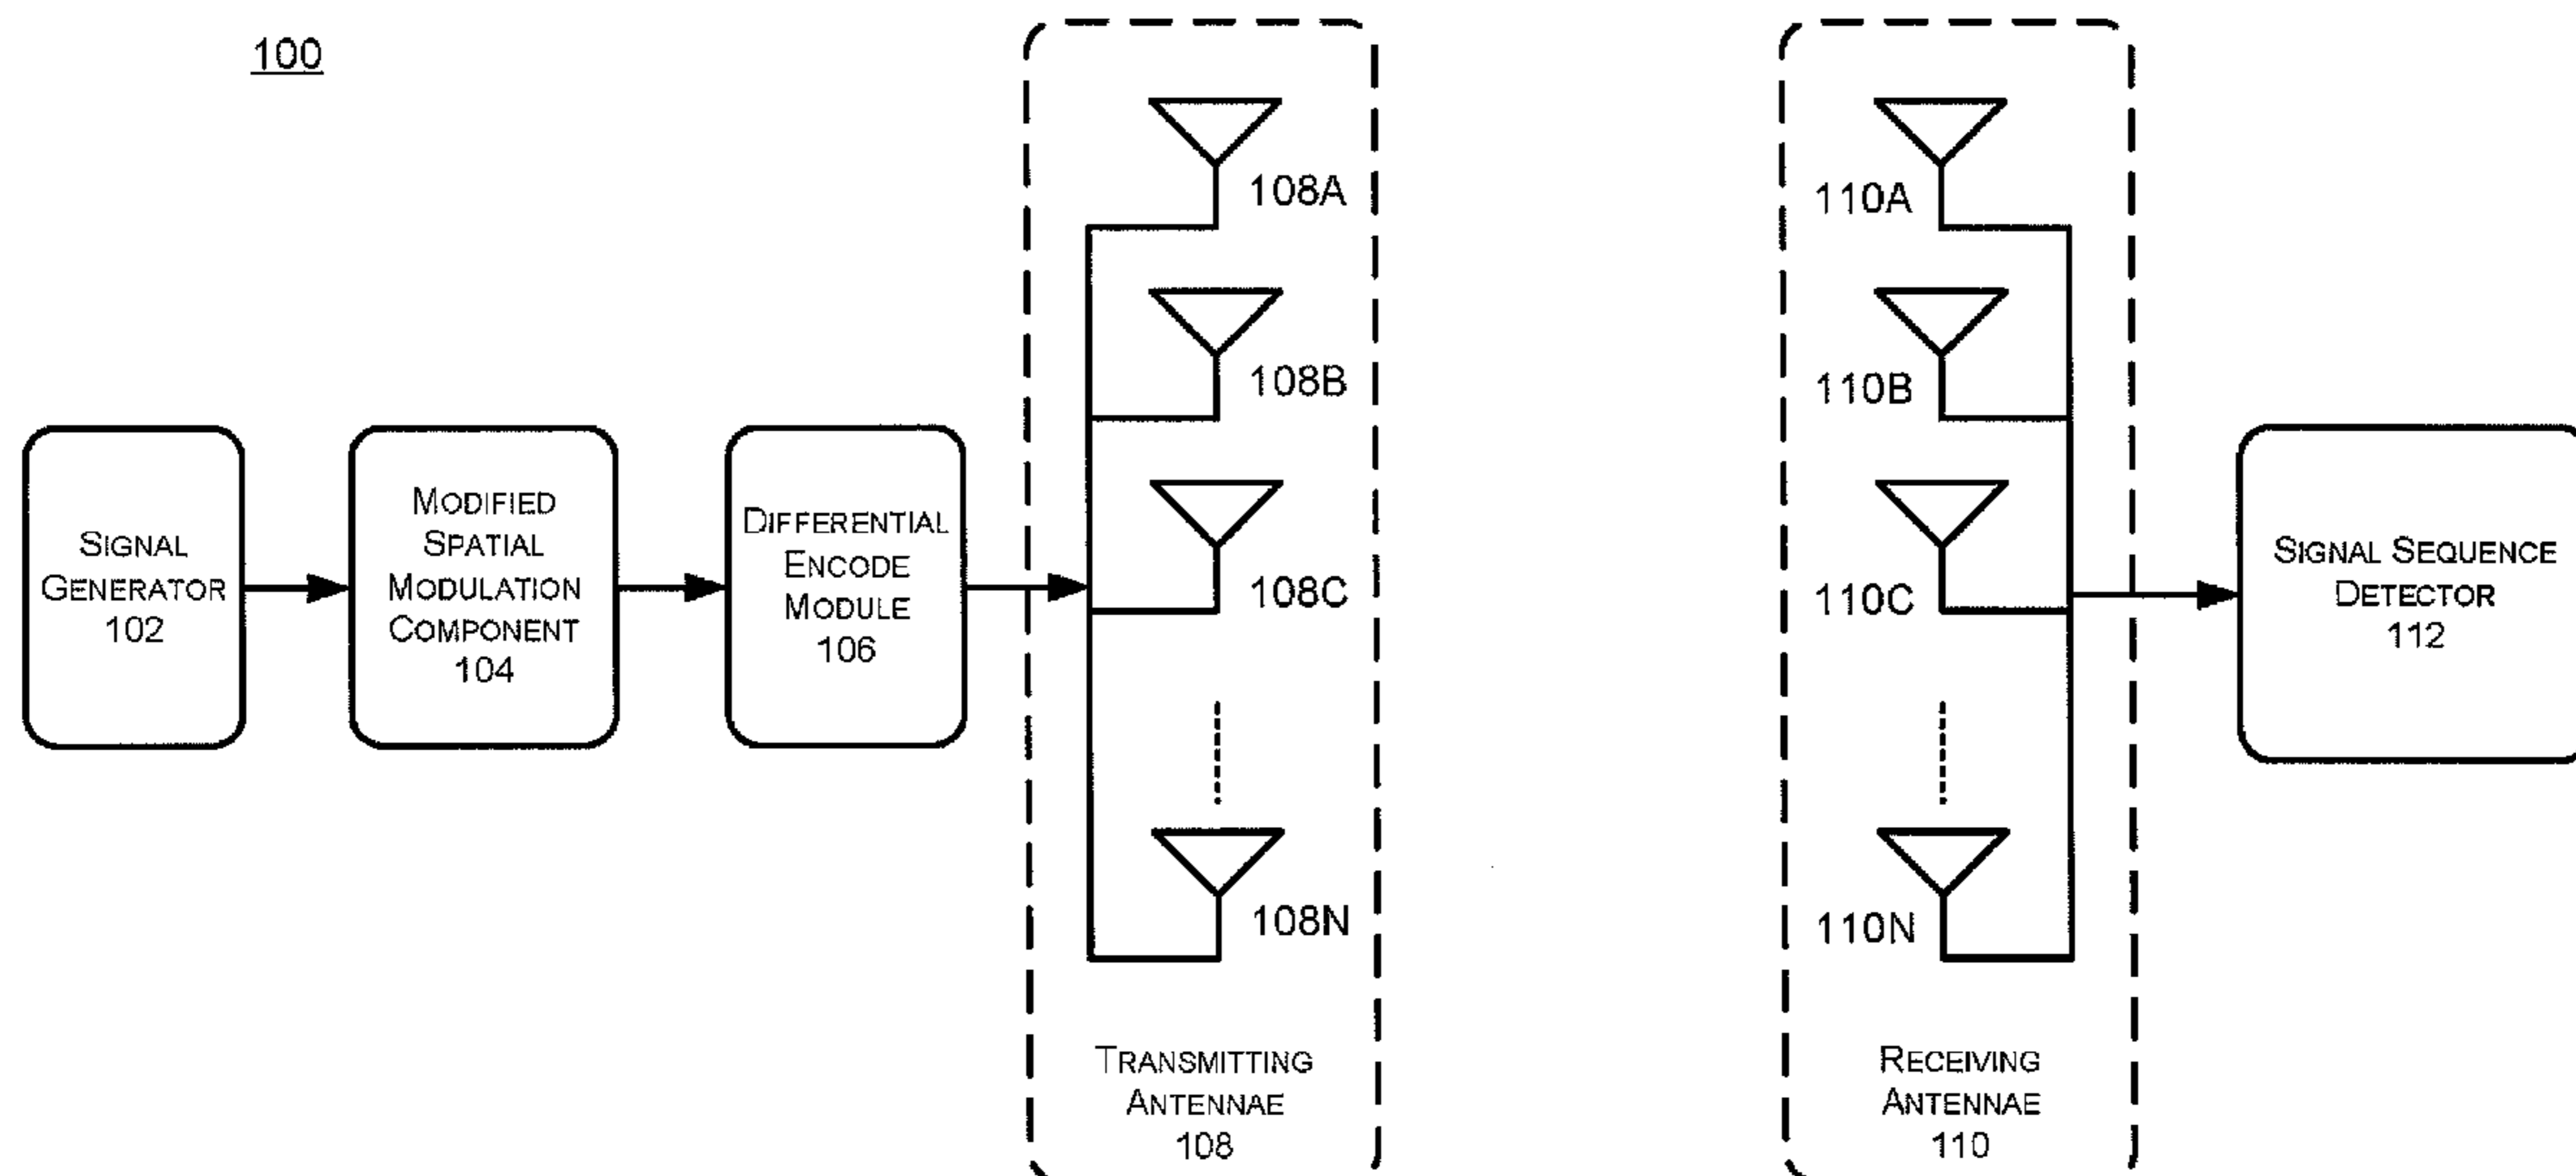 100
SIGNAL
GENERATOR
102
MODIFIED
SPATIAL
MODULATION
COMPONENT
104
DIFFERENTIAL
ENCODE
MODULE
106
108A
108B
108C
108N
TRANSMITTING
ANTENNAE
108
110A
110B
110C
110N
RECEIVING
ANTENNAE
110
SIGNAL SEQUENCE
DETECTOR
112